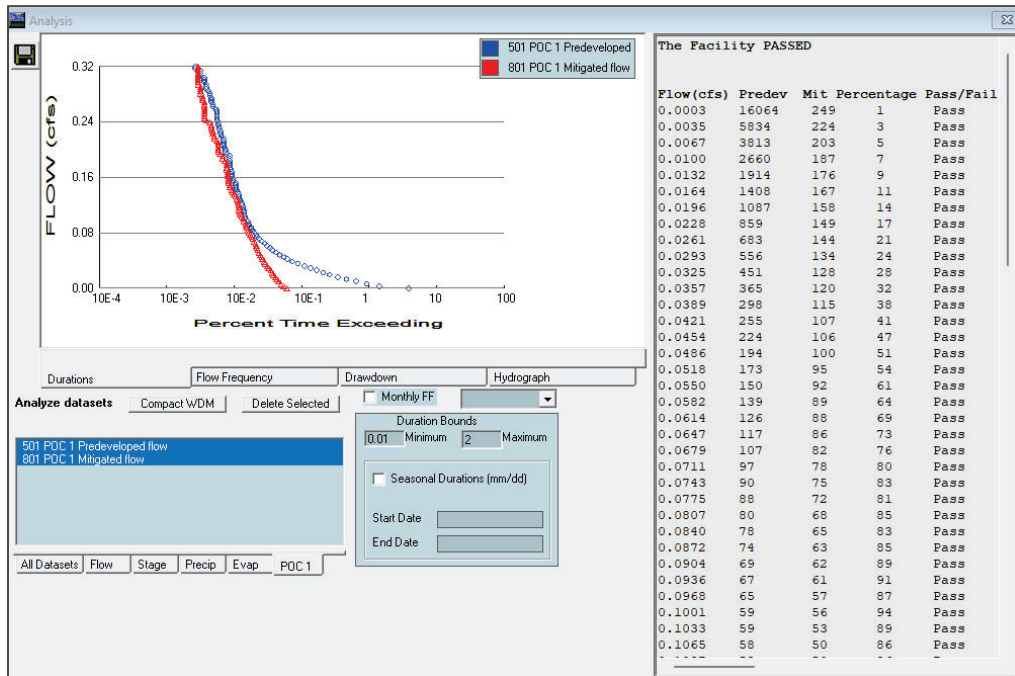 Analysis
501 POC 1 Predeveloped
801 POC 1 Mitigated flow
FLOW (cfs)
0.32
0.24
0.16
0.08
0.00
10E-4 10E-3 10E-2 10E-1 1 10 100
Percent Time Exceeding
Durations Flow Frequency Drawdown Hydrograph
Analyze datasets Compact WDM Delete Selected Monthly FF
501 POC 1 Predeveloped flow
801 POC 1 Mitigated flow
All Datasets Flow Stage Precip Evap POC 1
Duration Bounds
0.01 Minimum 2 Maximum
Seasonal Durations (mm/dd)
Start Date
End Date
The Facility PASSED
Flow(cfs) Predev Mit Percentage Pass/Fail
0.0003 16064 249 1 Pass
0.0035 5834 224 3 Pass
0.0067 3813 203 5 Pass
0.0100 2660 187 7 Pass
0.0132 1914 176 9 Pass
0.0164 1408 167 11 Pass
0.0196 1087 158 14 Pass
0.0228 859 149 17 Pass
0.0261 683 144 21 Pass
0.0293 556 134 24 Pass
0.0325 451 128 28 Pass
0.0357 365 120 32 Pass
0.0389 298 115 38 Pass
0.0421 255 107 41 Pass
0.0454 224 106 47 Pass
0.0486 194 100 51 Pass
0.0518 173 95 54 Pass
0.0550 150 92 61 Pass
0.0582 139 89 64 Pass
0.0614 126 88 69 Pass
0.0647 117 86 73 Pass
0.0679 107 82 76 Pass
0.0711 97 78 80 Pass
0.0743 90 75 83 Pass
0.0775 88 72 81 Pass
0.0807 80 68 85 Pass
0.0840 78 65 83 Pass
0.0872 74 63 85 Pass
0.0904 69 62 89 Pass
0.0936 67 61 91 Pass
0.0968 65 57 87 Pass
0.1001 59 56 94 Pass
0.1033 59 53 89 Pass
0.1065 58 50 86 Pass